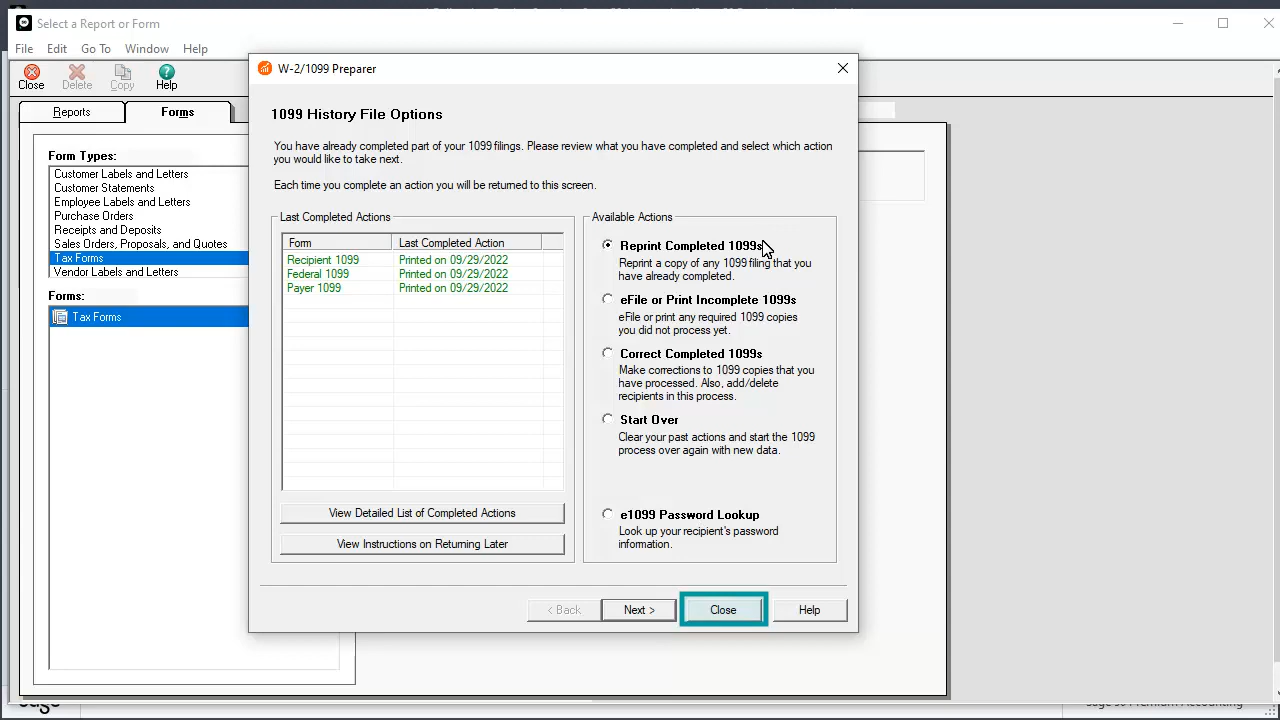 Select a Report or Form
File Edit Go To Window Help
Close Delete Copy Help
Reports Forms
Form Types:
Customer Labels and Letters
Customer Statements
Employee Labels and Letters
Purchase Orders
Receipts and Deposits
Sales Orders, Proposals, and Quotes
Tax Forms
Vendor Labels and Letters
Forms:
Tax Forms
W-2/1099 Preparer
1099 History File Options
You have already completed part of your 1099 filings. Please review what you have completed and select which action
you would like to take next.
Each time you complete an action you will be returned to this screen.
Last Completed Actions
Form Last Completed Action
Recipient 1099 Printed on 09/29/2022
Federal 1099 Printed on 09/29/2022
Payer 1099 Printed on 09/29/2022
View Detailed List of Completed Actions
View Instructions on Returning Later
Available Actions
Reprint Completed 1099s
Reprint a copy of any 1099 filing that you
have already completed.
eFile or Print Incomplete 1099s
eFile or print any required 1099 copies
you did not process yet.
Correct Completed 1099s
Make corrections to 1099 copies that you
have processed. Also, add/delete
recipients in this process.
Start Over
Clear your past actions and start the 1099
process over again with new data.
e1099 Password Lookup
Look up your recipient's password
information.
< Back Next > Close Help
sage Sage 50 Premium Accounting